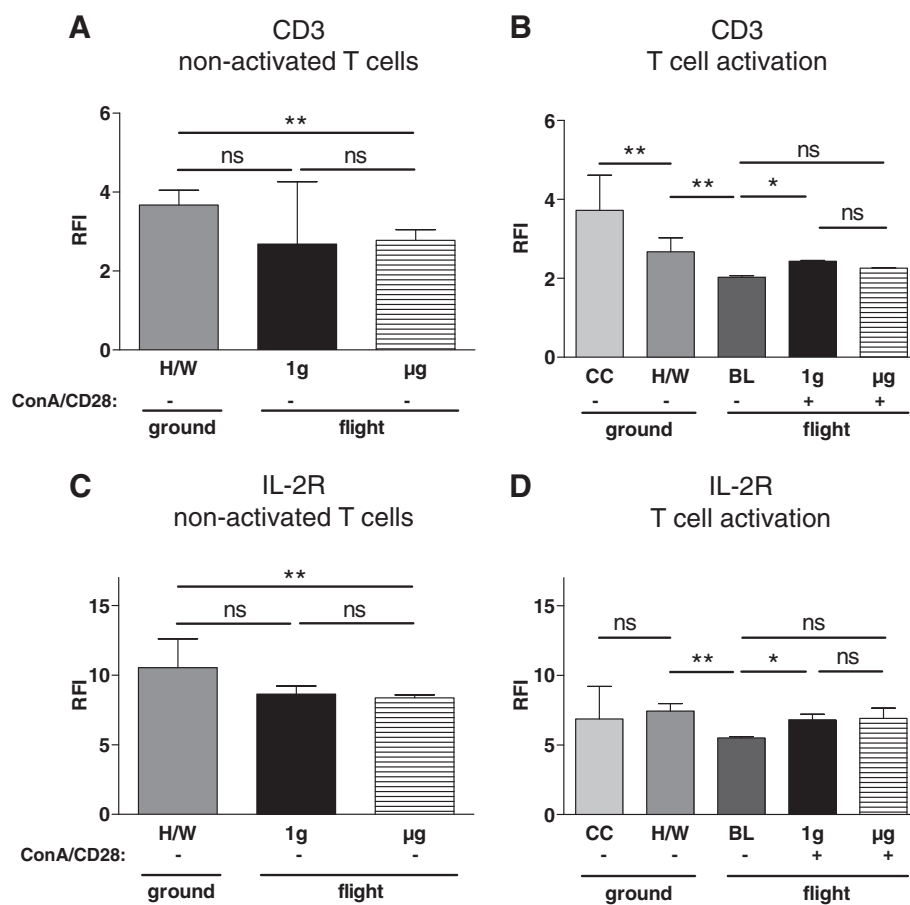 A
CD3
non-activated T cells
6
4
2
0
RFI
**
ns
ns
H/W
1g
µg
ConA/CD28:
-
-
-
ground
flight
B
CD3
T cell activation
6
4
2
0
RFI
**
**
ns
*
ns
CC
H/W
BL
1g
µg
-
-
-
+
+
ground
flight
C
IL-2R
non-activated T cells
15
10
5
0
RFI
**
ns
ns
H/W
1g
µg
ConA/CD28:
-
-
-
ground
flight
D
IL-2R
T cell activation
15
10
5
0
RFI
ns
ns
**
*
ns
CC
H/W
BL
1g
µg
-
-
-
+
+
ground
flight